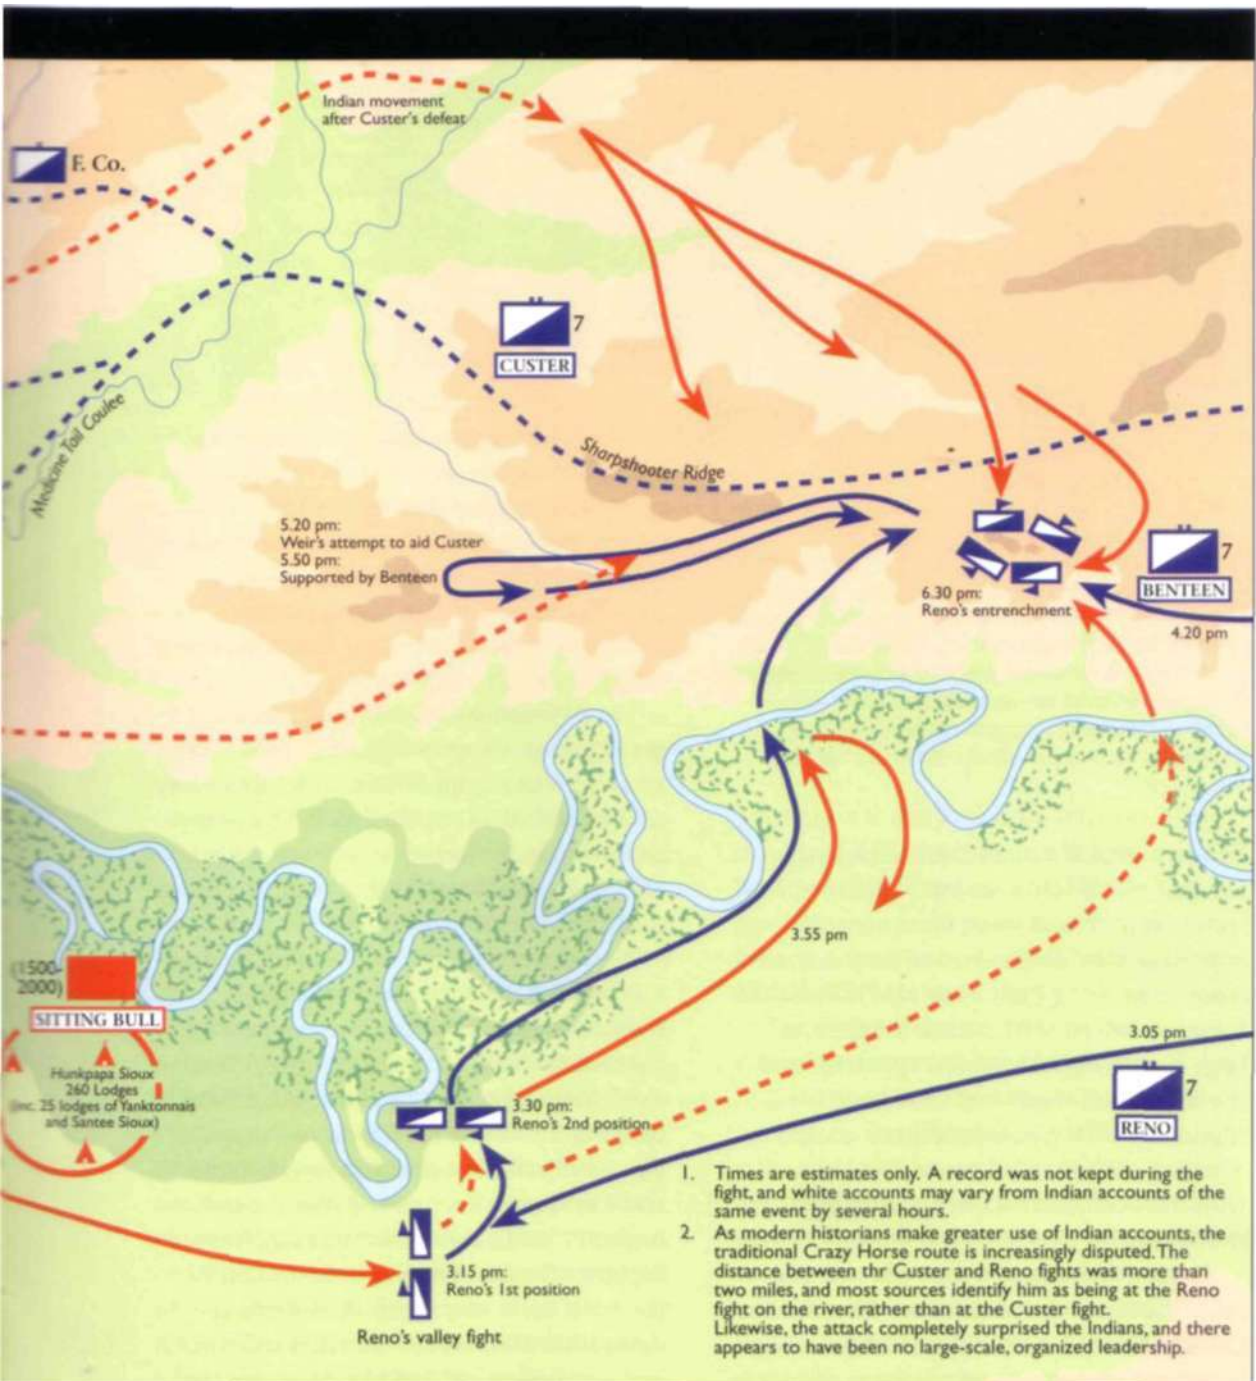 Indian movement
after Custer's defeat
F. Co.
7
CUSTER
Medicine Tail Coulee
Sharpshooter Ridge
5.20 pm:
Weir's attempt to aid Custer
5.50 pm:
Supported by Benteen
7
BENTEEN
6.30 pm:
Reno's entrenchment
4.20 pm
3.55 pm
(1500-
2000)
SITTING BULL
Hunkpapa Sioux
260 Lodges
(inc. 25 lodges of Yanktonnais
and Santee Sioux)
3.05 pm
7
RENO
3.30 pm:
Reno's 2nd position
3.15 pm:
Reno's 1st position
Reno's valley fight
1. Times are estimates only. A record was not kept during the
fight, and white accounts may vary from Indian accounts of the
same event by several hours.
2. As modern historians make greater use of Indian accounts, the
traditional Crazy Horse route is increasingly disputed. The
distance between thr Custer and Reno fights was more than
two miles, and most sources identify him as being at the Reno
fight on the river, rather than at the Custer fight.
Likewise, the attack completely surprised the Indians, and there
appears to have been no large-scale, organized leadership.